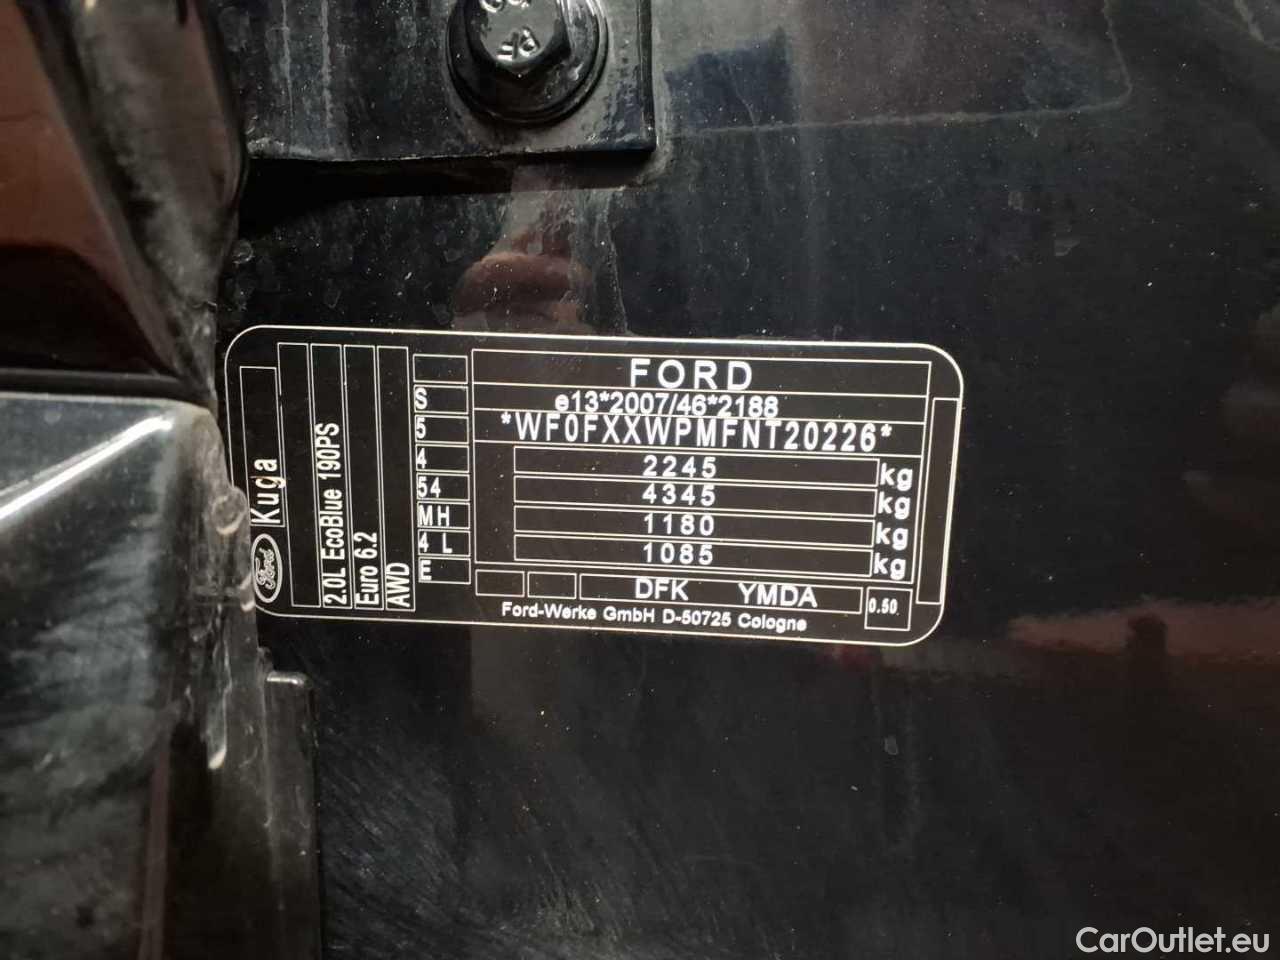 FORD
e13*2007/46*2188
*WF0FXXWPMFNT20226*
2245 kg
4345 kg
1180 kg
1085 kg
DFK YMDA
0.50
Ford-Werke GmbH D-50725 Cologne
S
5
4
54
MH
4 L
E
AWD
Euro 6.2
2.0L EcoBlue 190PS
Kuga
Ford
CarOutlet.eu